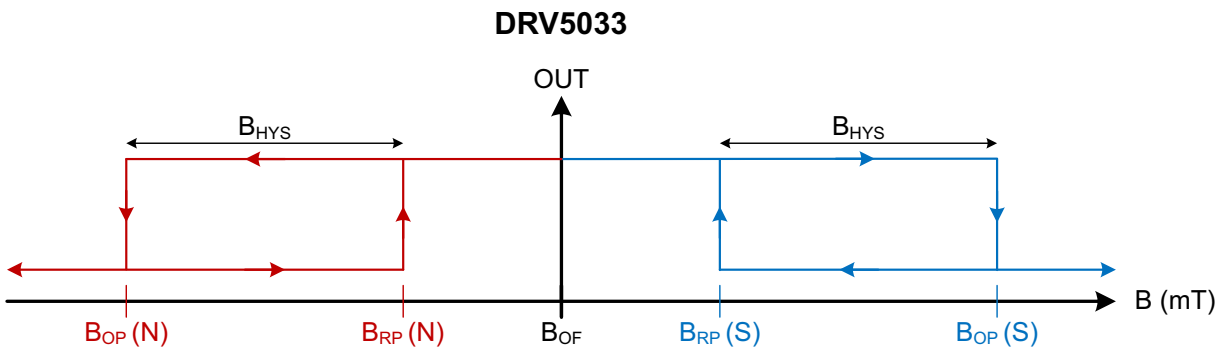 DRV5033
OUT
BHYS
BHYS
B (mT)
BOP (N)
BRP (N)
BOF
BRP (S)
BOP (S)